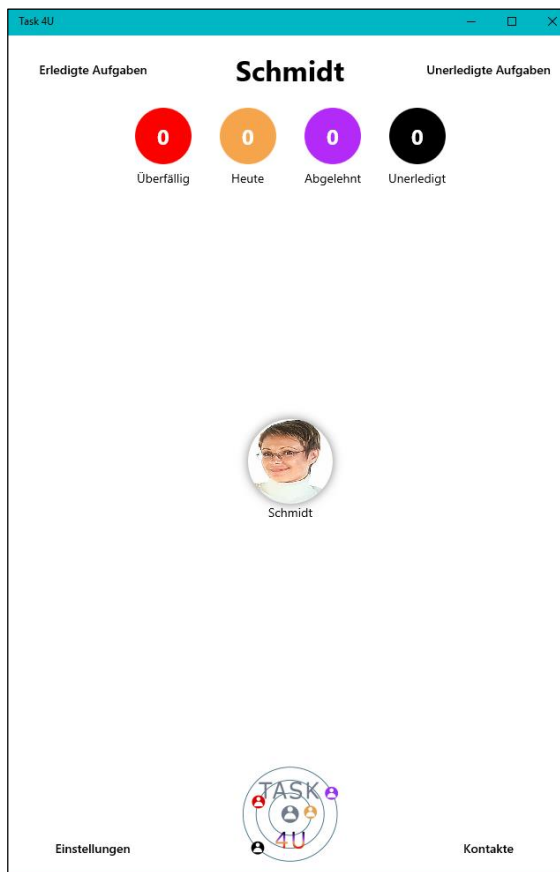 Task 4U
Erledigte Aufgaben
Schmidt
Unerledigte Aufgaben
0
0
0
0
Überfällig
Heute
Abgelehnt
Unerledigt
Schmidt
TASK
4U
Einstellungen
Kontakte